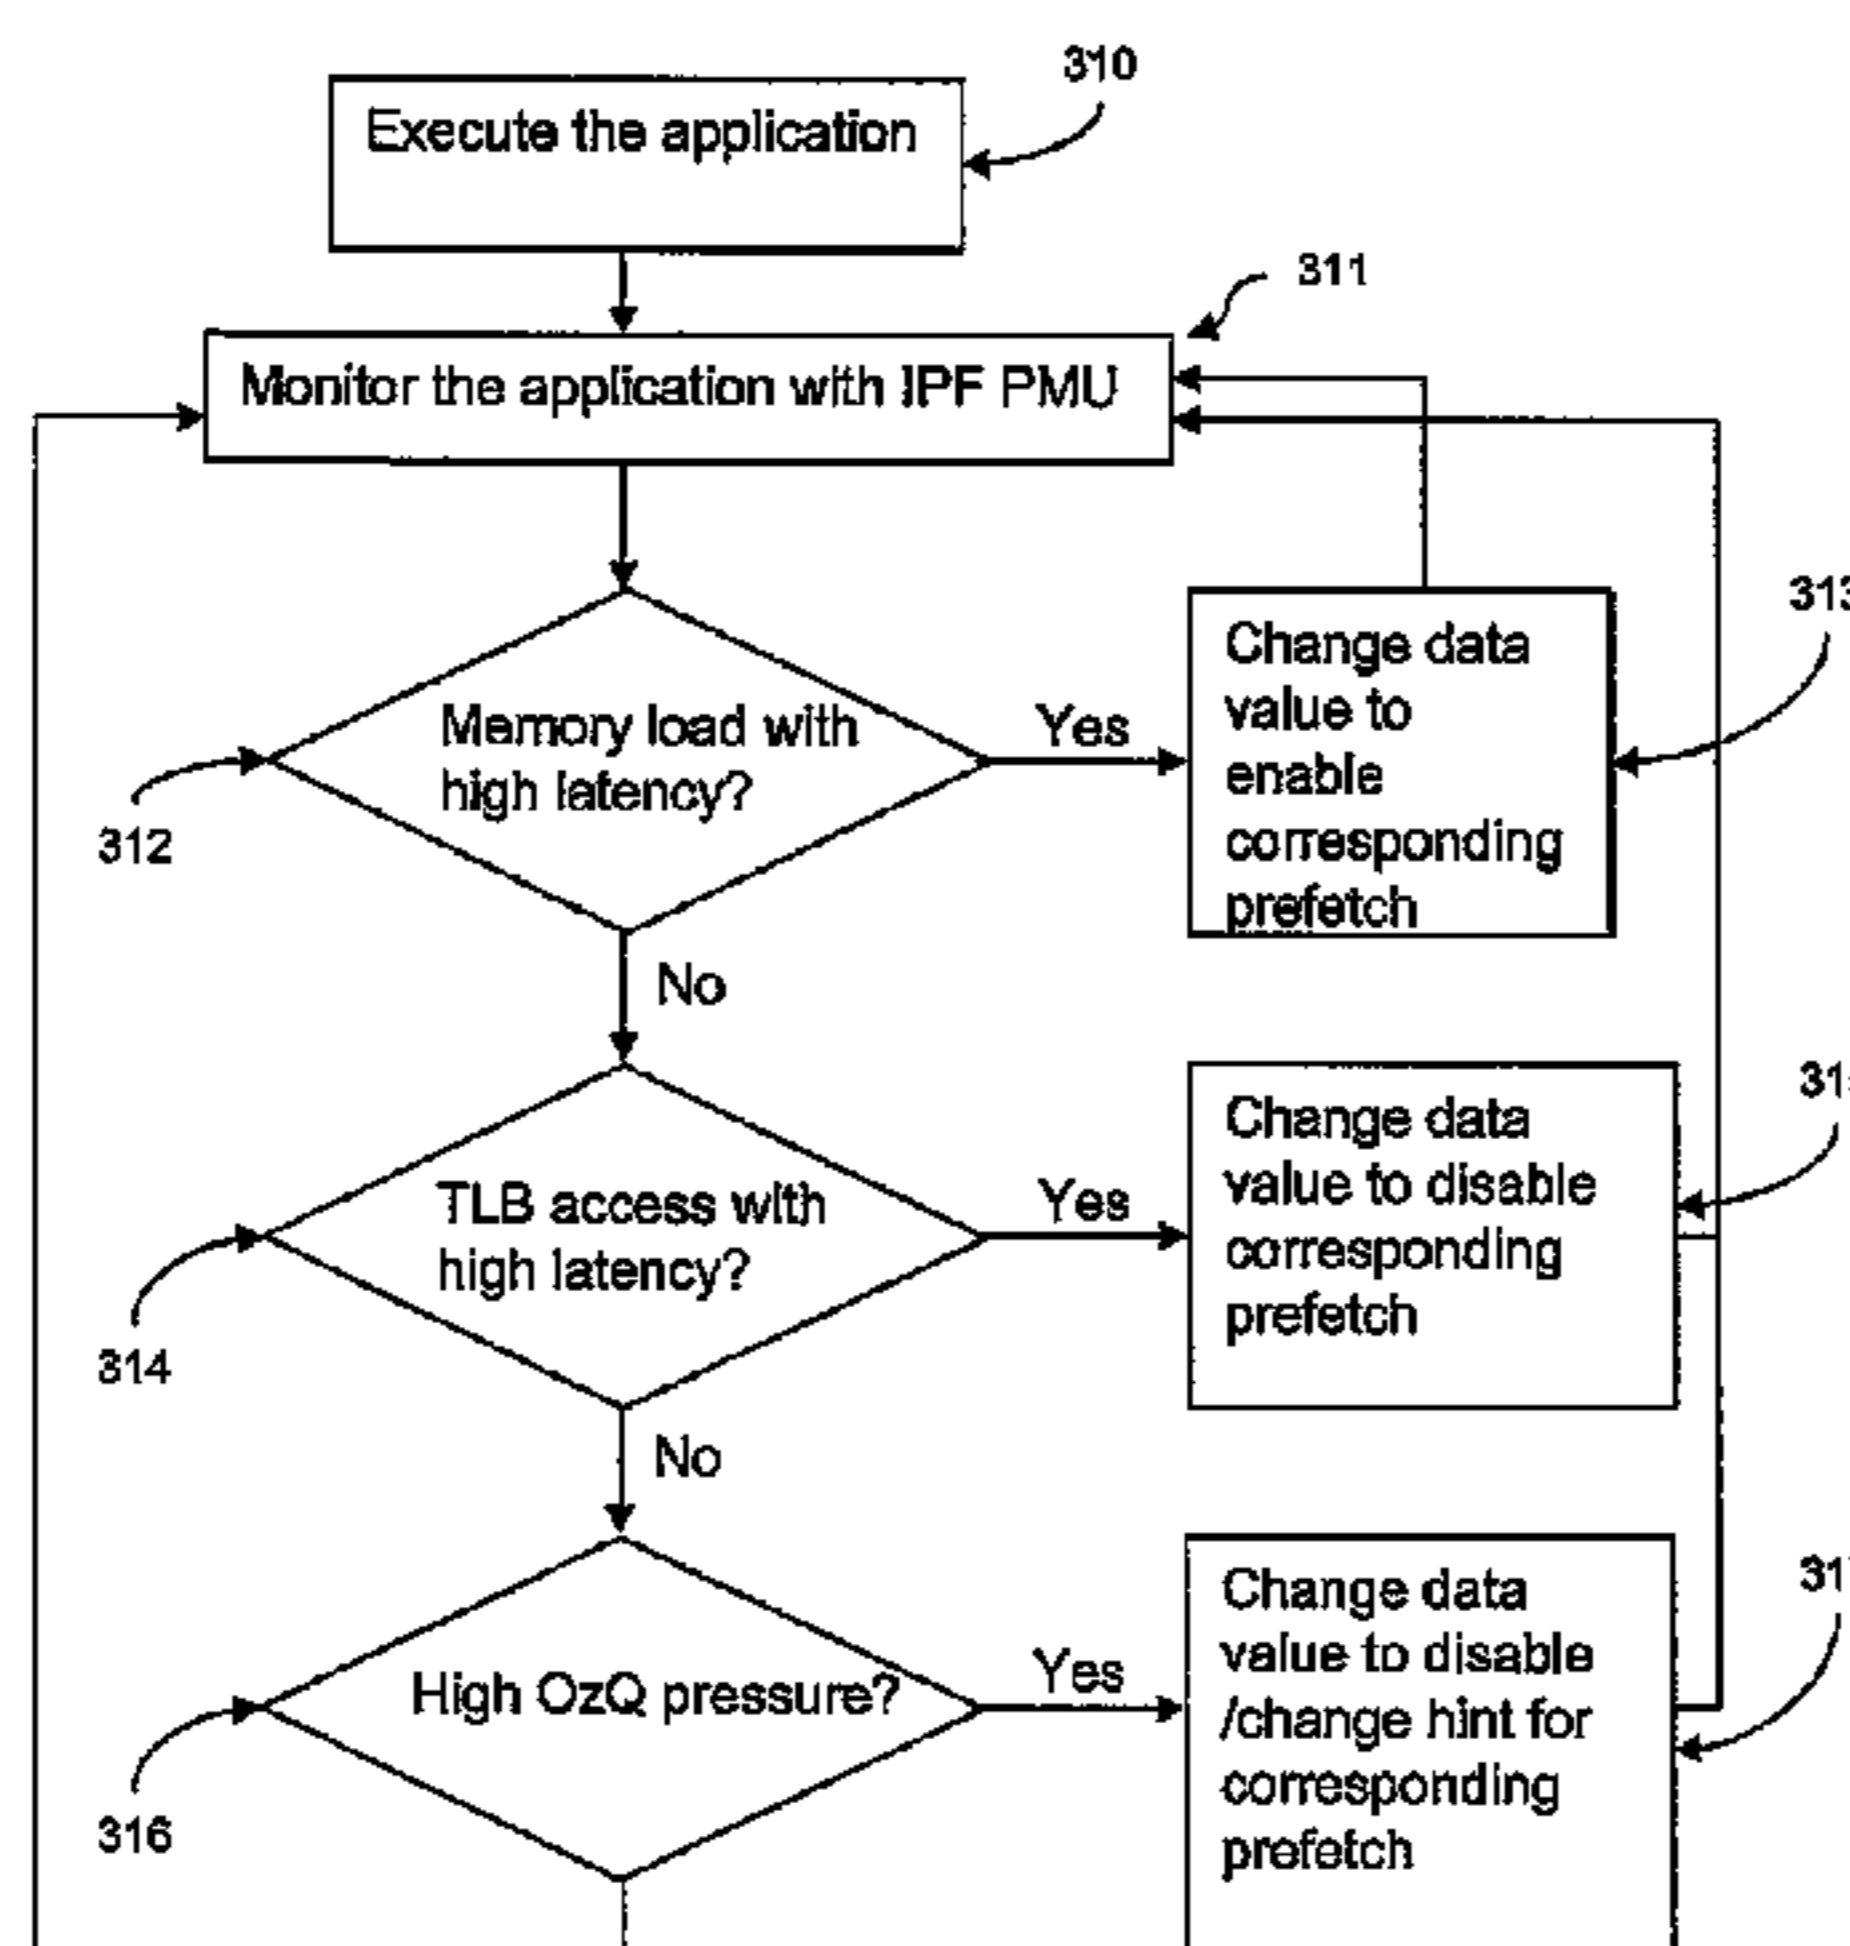 310
Execute the application
311
Monitor the application with IPF PMU
Memory load with
high latency?
Yes
312
Change data
value to
enable
corresponding
prefetch
313
No
TLB access with
high latency?
Yes
314
Change data
value to disable
corresponding
prefetch
No
High OzQ pressure?
Yes
316
Change data
value to disable
/change hint for
corresponding
prefetch